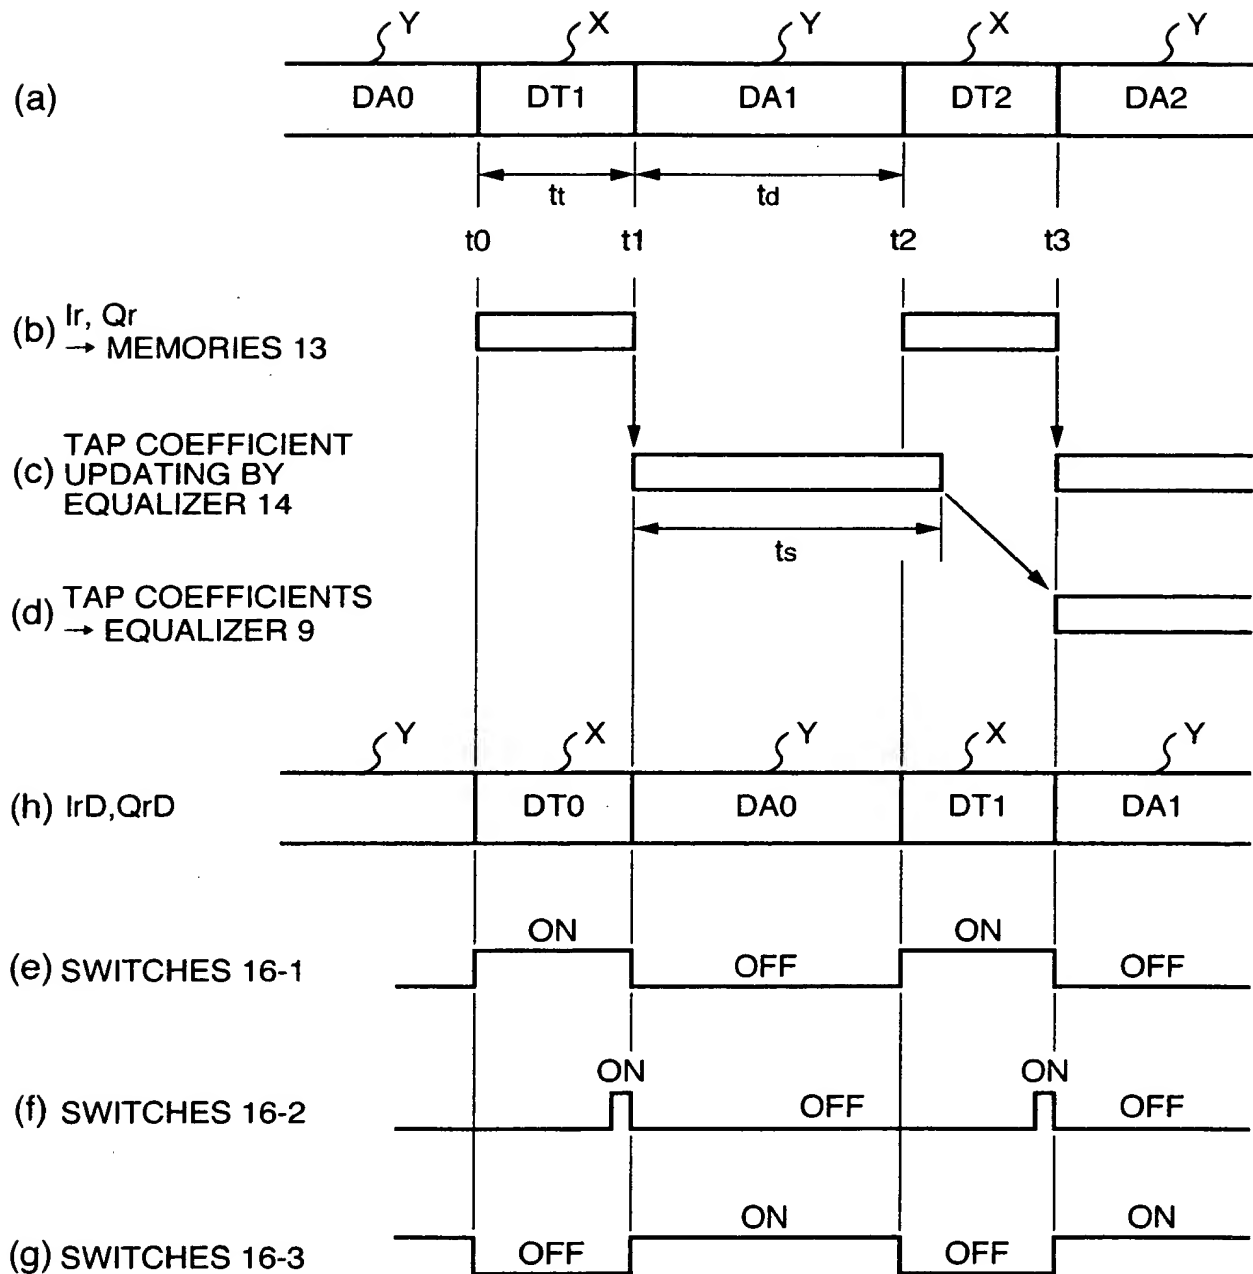 Y X Y X Y
(a) DA0 DT1 DA1 DT2 DA2
tt td
t0 t1 t2 t3
(b) Ir, Qr
→ MEMORIES 13
TAP COEFFICIENT
(c) UPDATING BY
EQUALIZER 14
ts
(d) TAP COEFFICIENTS
→ EQUALIZER 9
Y X Y X Y
(h) IrD,QrD DT0 DA0 DT1 DA1
ON ON
(e) SWITCHES 16-1 OFF OFF
ON ON
(f) SWITCHES 16-2 OFF OFF
ON ON
(g) SWITCHES 16-3 OFF OFF